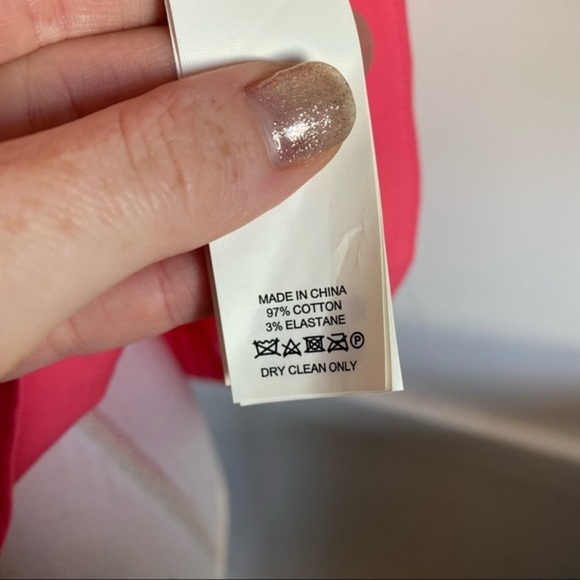 MADE IN CHINA
97% COTTON
3% ELASTANE
P
DRY CLEAN ONLY